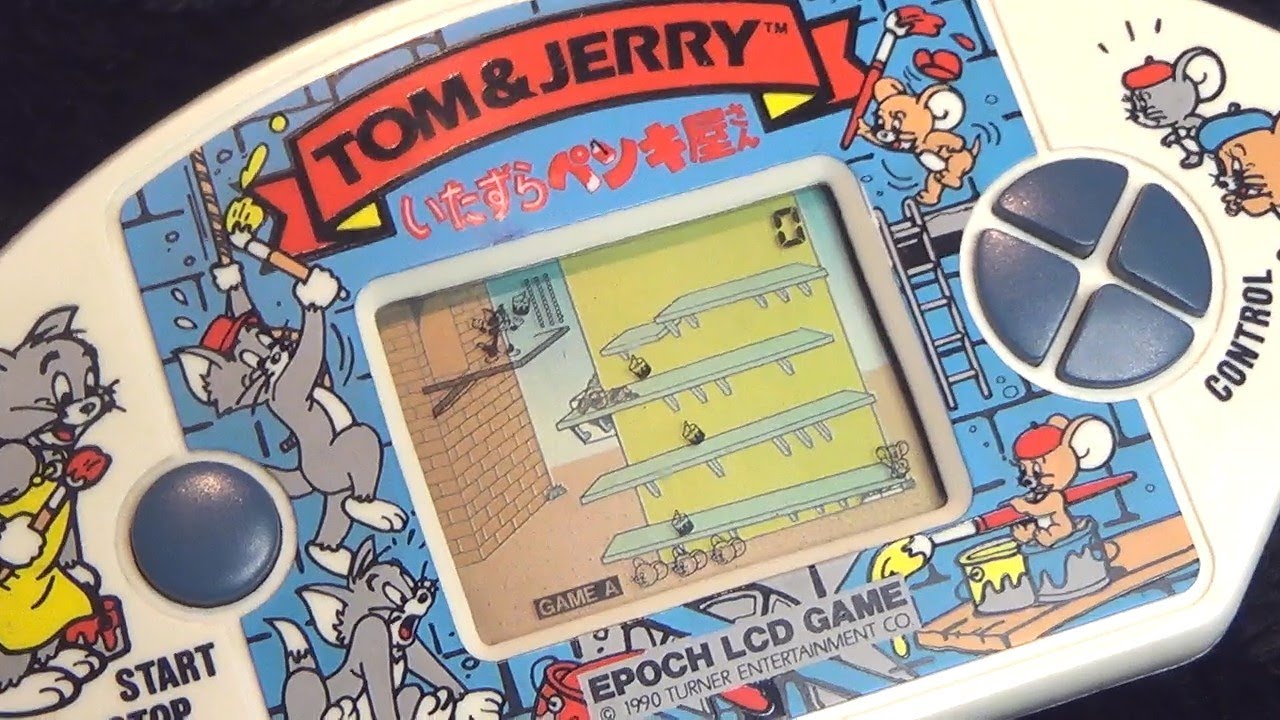 TOM & JERRY™
いたずらペンキ屋さん
0
GAME A
CONTROL
START
STOP
EPOCH LCD GAME
© 1990 TURNER ENTERTAINMENT CO.